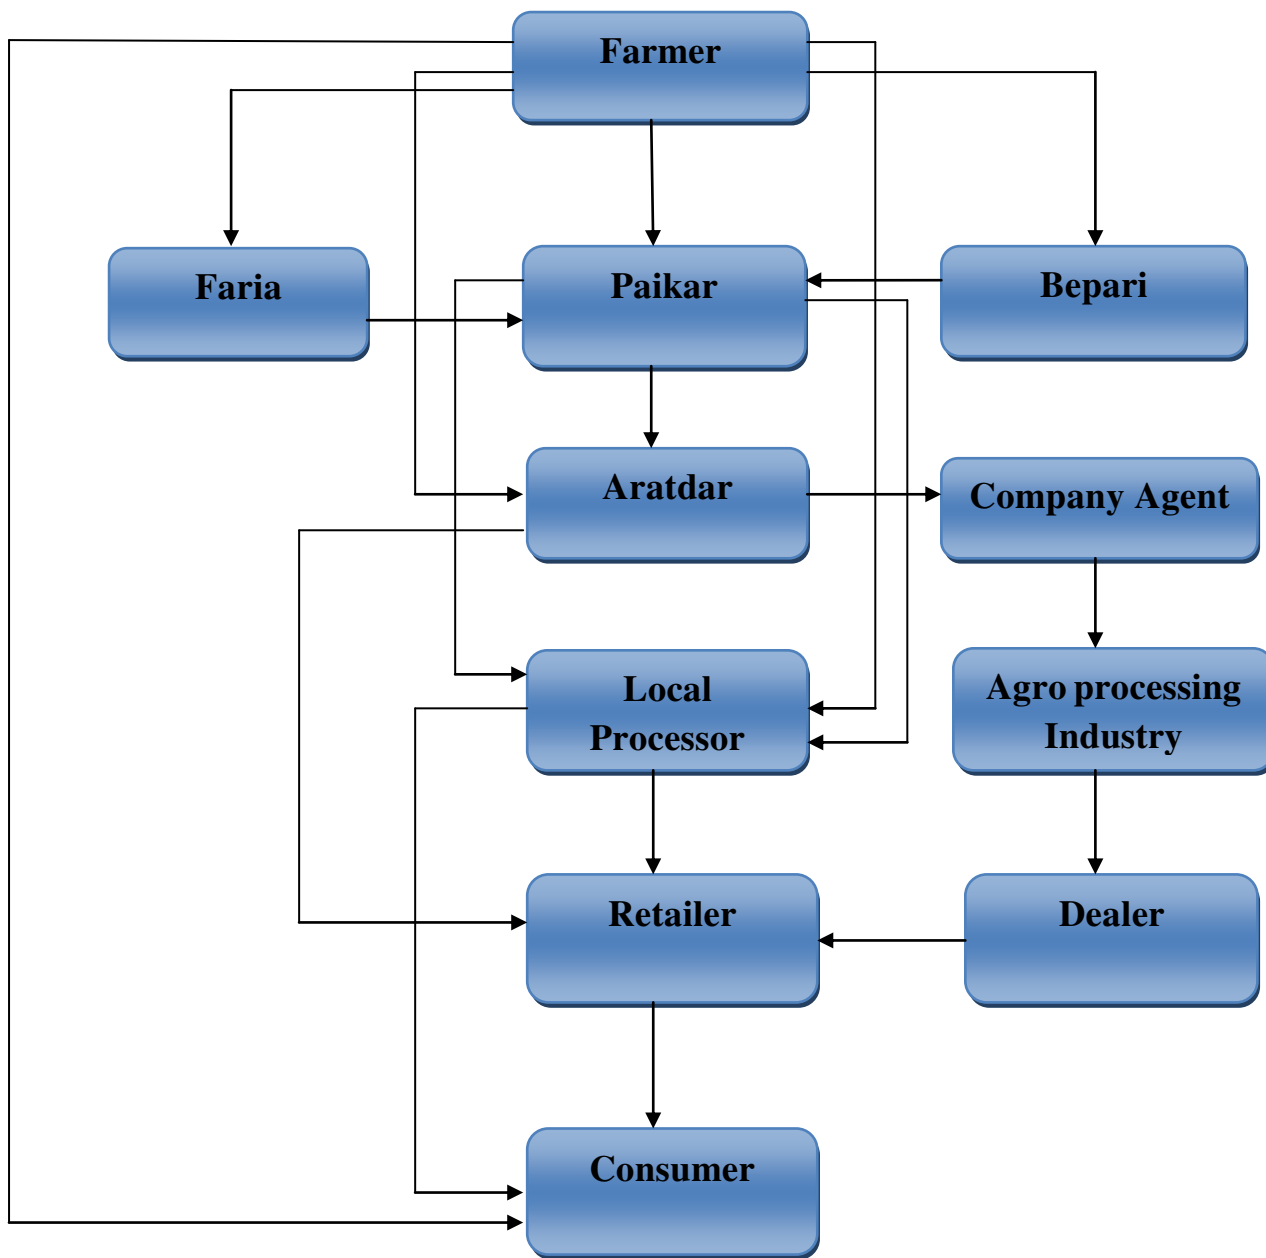 Farmer
Faria
Paikar
Bepari
Aratdar
Company Agent
Local
Processor
Agro processing
Industry
Retailer
Dealer
Consumer